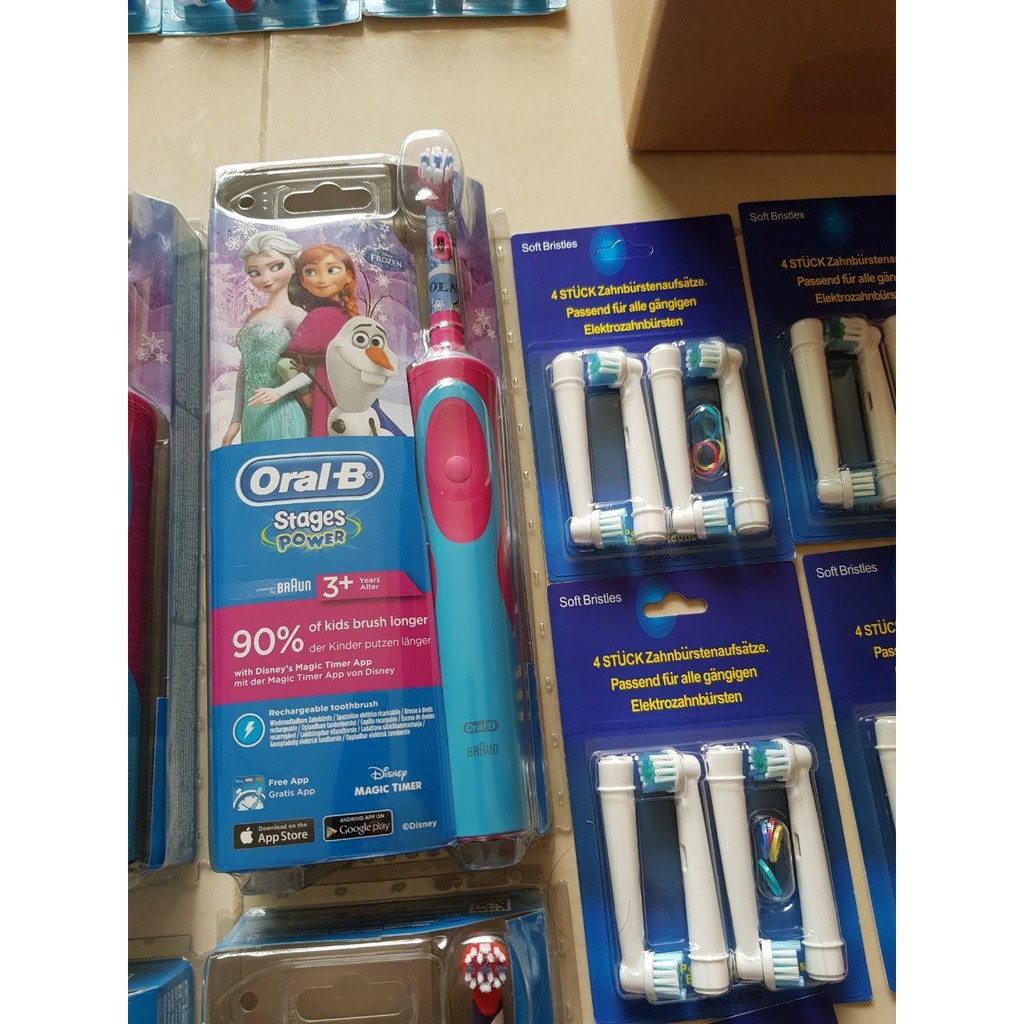 FROZEN
Oral-B
Stages
POWER
BRAUN
3+ Years
Alter
90% of kids brush longer
der Kinder putzen länger
with Disney's Magic Timer App
mit der Magic Timer App von Disney
Rechargeable toothbrush
Free App
Gratis App
Disney
MAGIC TIMER
Download on the
App Store
ANDROID APP ON
Google play
©Disney
Oral-B
BRAUN
Soft Bristles
4 STÜCK Zahnbürstenaufsätze.
Passend für alle gängigen
Elektrozahnbürsten
Soft Bristles
4 STÜCK Zahnbürstenaufsätze.
Passend für alle gängigen
Elektrozahnbürsten
Soft Bristles
4 STÜCK Zahnbürstenaufsätze.
Passend für alle gängigen
Elektrozahnbürsten
Soft Bristles
4 STÜC